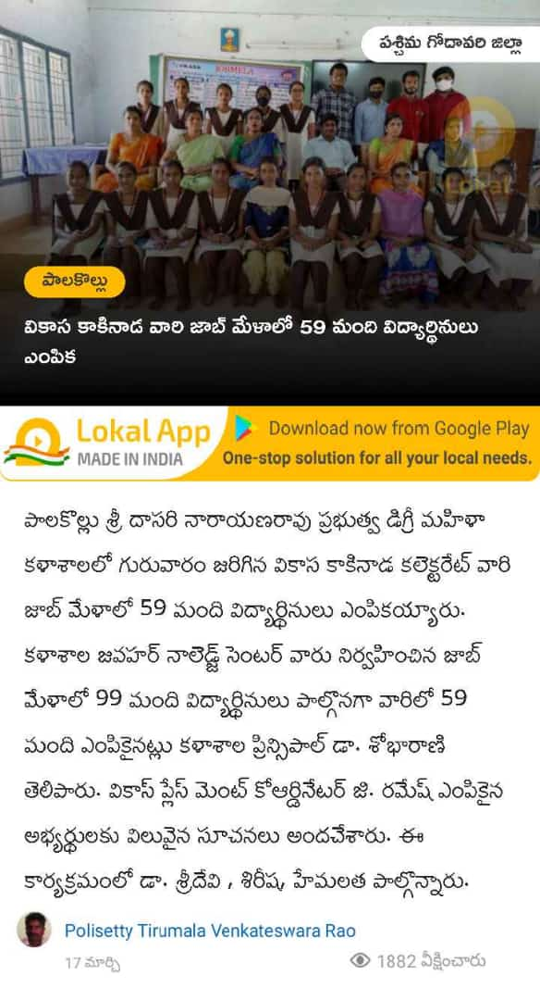 పశ్చిమ గోదావరి జిల్లా
JOBMELA
Lokal
పాలకొల్లు
వికాస కాకినాడ వారి జాబ్ మేళాలో 59 మంది విద్యార్థినులు
ఎంపిక
Lokal App
MADE IN INDIA
Download now from Google Play
One-stop solution for all your local needs.
పాలకొల్లు శ్రీ దాసరి నారాయణరావు ప్రభుత్వ డిగ్రీ మహిళా
కళాశాలలో గురువారం జరిగిన వికాస కాకినాడ కలెక్టరేట్ వారి
జాబ్ మేళాలో 59 మంది విద్యార్థినులు ఎంపికయ్యారు.
కళాశాల జవహర్ నాలెడ్జ్ సెంటర్ వారు నిర్వహించిన జాబ్
మేళాలో 99 మంది విద్యార్థినులు పాల్గొనగా వారిలో 59
మంది ఎంపికైనట్లు కళాశాల ప్రిన్సిపాల్ డా. శోభారాణి
తెలిపారు. వికాస్ ప్లేస్ మెంట్ కోఆర్డినేటర్ జి. రమేష్ ఎంపికైన
అభ్యర్థులకు విలువైన సూచనలు అందచేశారు. ఈ
కార్యక్రమంలో డా. శ్రీదేవి , శిరీష, హేమలత పాల్గొన్నారు.
Polisetty Tirumala Venkateswara Rao
17 మార్చి
1882 వీక్షించారు